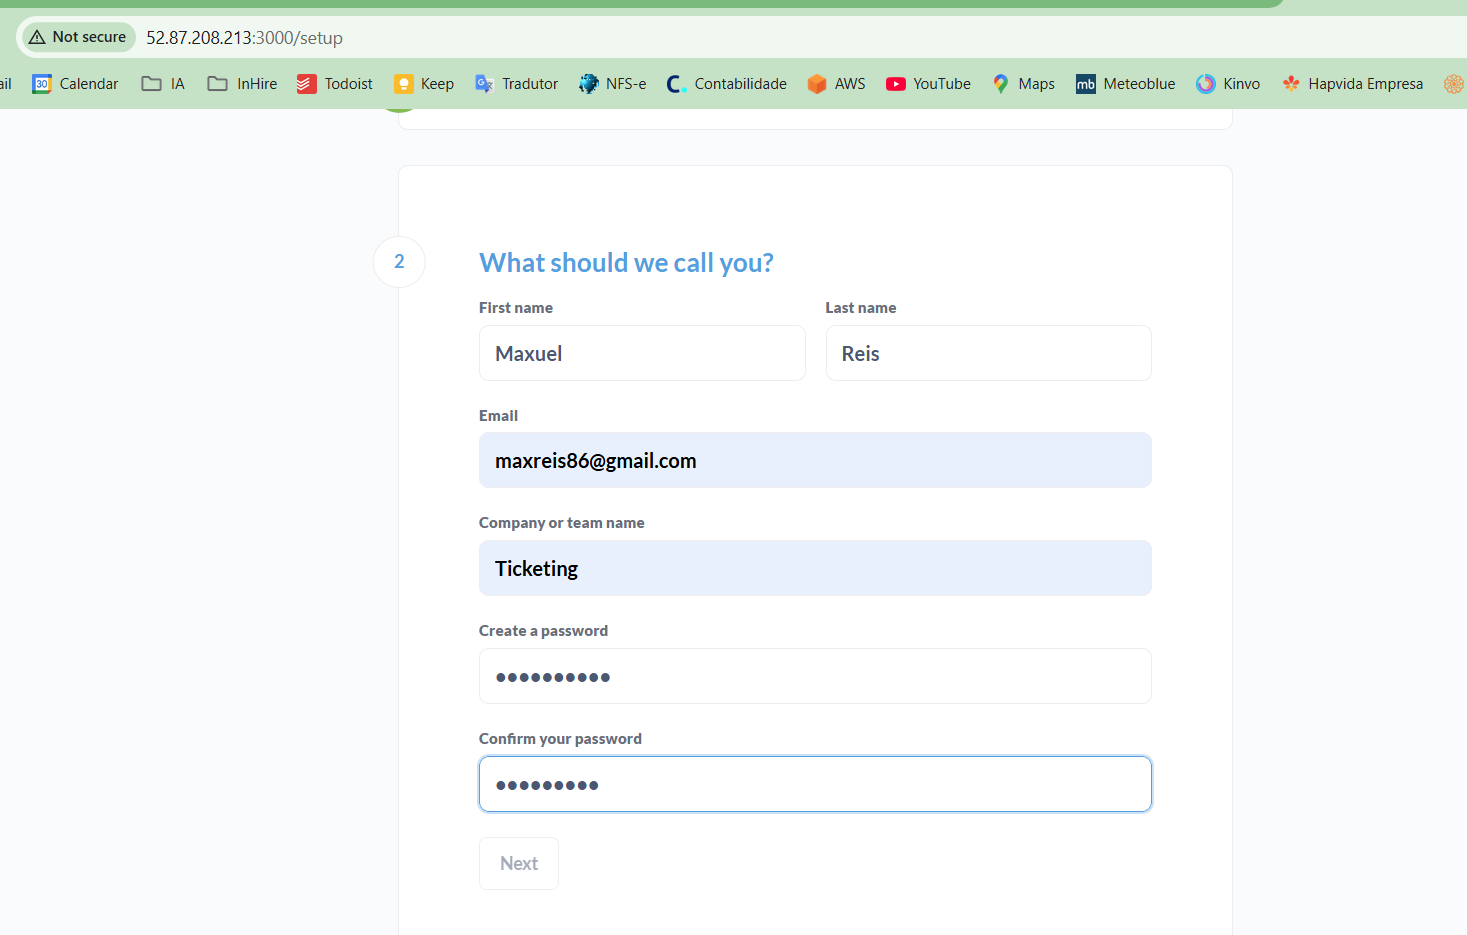 Not secure 52.87.208.213:3000/setup
ail 30 Calendar IA InHire Todoist Keep G Tradutor NFS-e C. Contabilidade AWS YouTube Maps mb Meteoblue Kinvo Hapvida Empresa
2 What should we call you?
First name Last name
Maxuel Reis
Email
maxreis86@gmail.com
Company or team name
Ticketing
Create a password
••••••••••
Confirm your password
•••••••••
Next